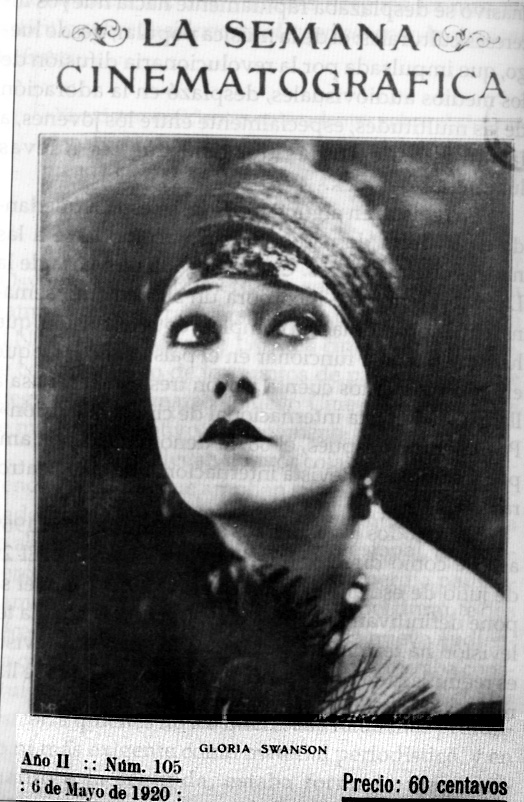 LA SEMANA
CINEMATOGRÁFICA
GLORIA SWANSON
Año II :: Núm. 105
: 6 de Mayo de 1920 :
Precio: 60 centavos